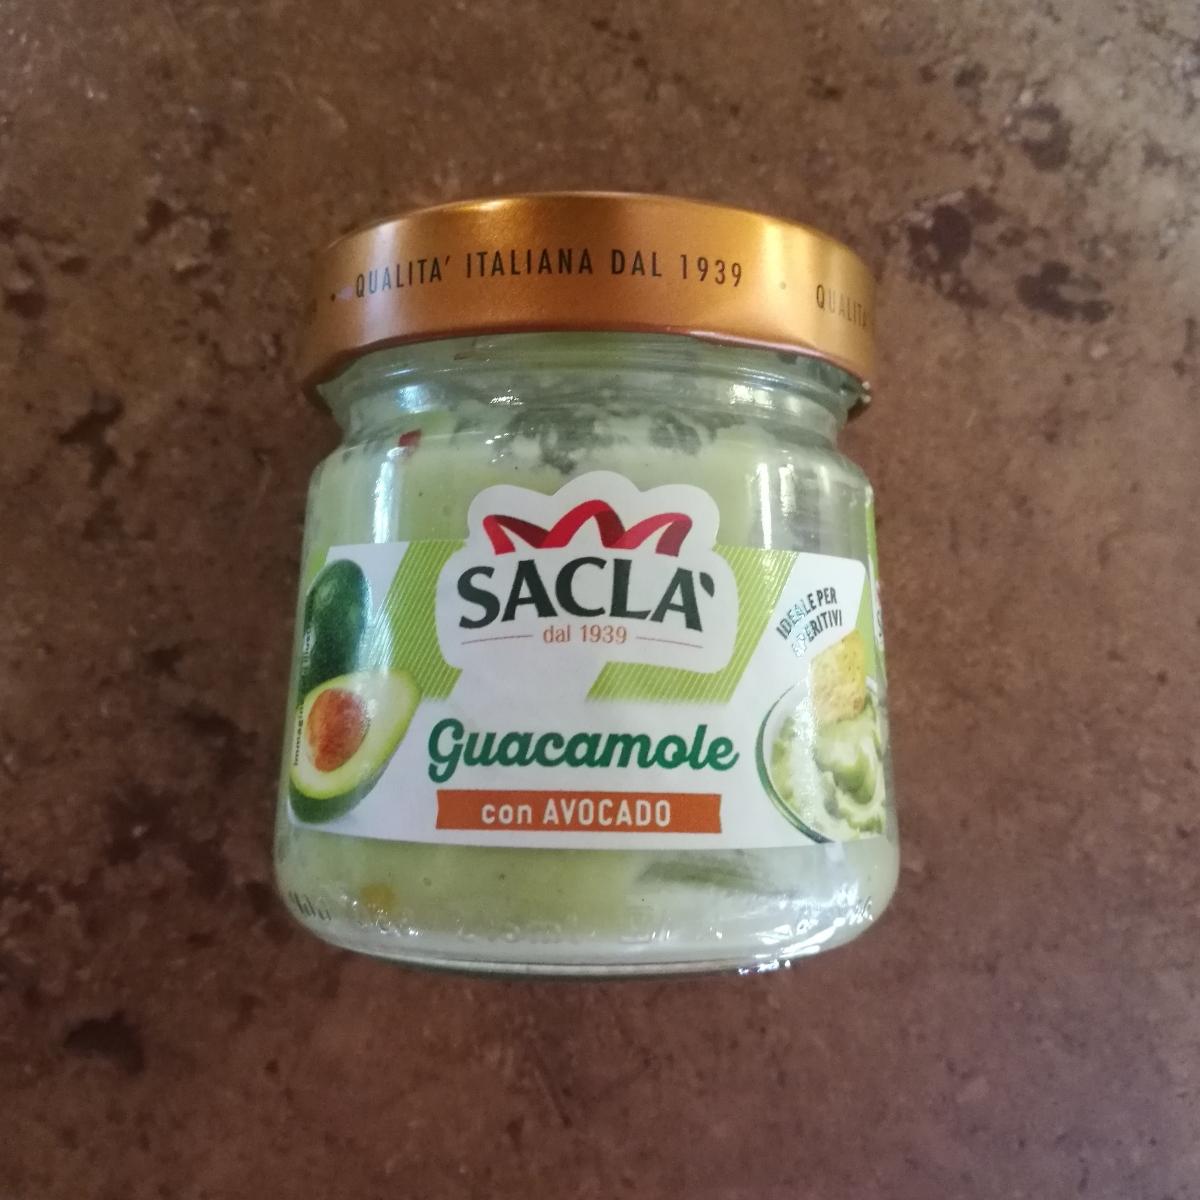 QUALITA' ITALIANA DAL 1939
QUALITA'
SACLA'
dal 1939
IDEALE PER
APERITIVI
Guacamole
con AVOCADO